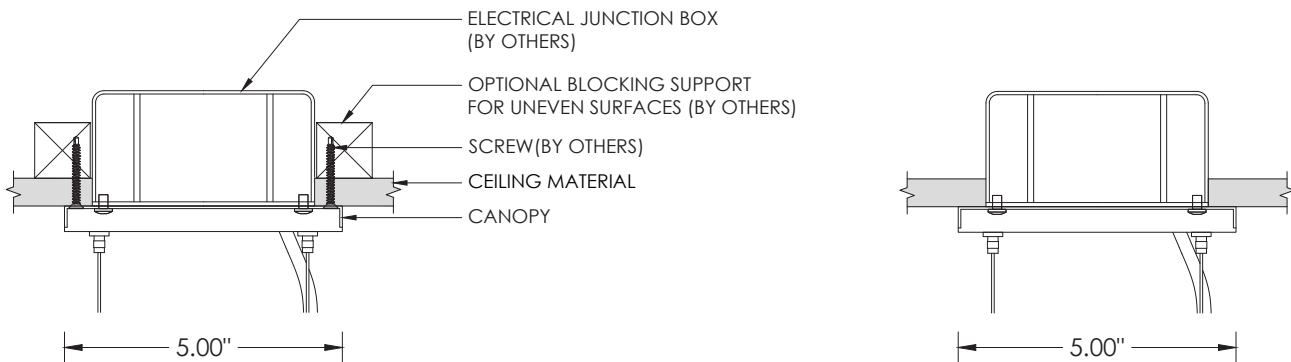 ELECTRICAL JUNCTION BOX
(BY OTHERS)
OPTIONAL BLOCKING SUPPORT
FOR UNEVEN SURFACES (BY OTHERS)
SCREW(BY OTHERS)
CEILING MATERIAL
CANOPY
5.00"
5.00"